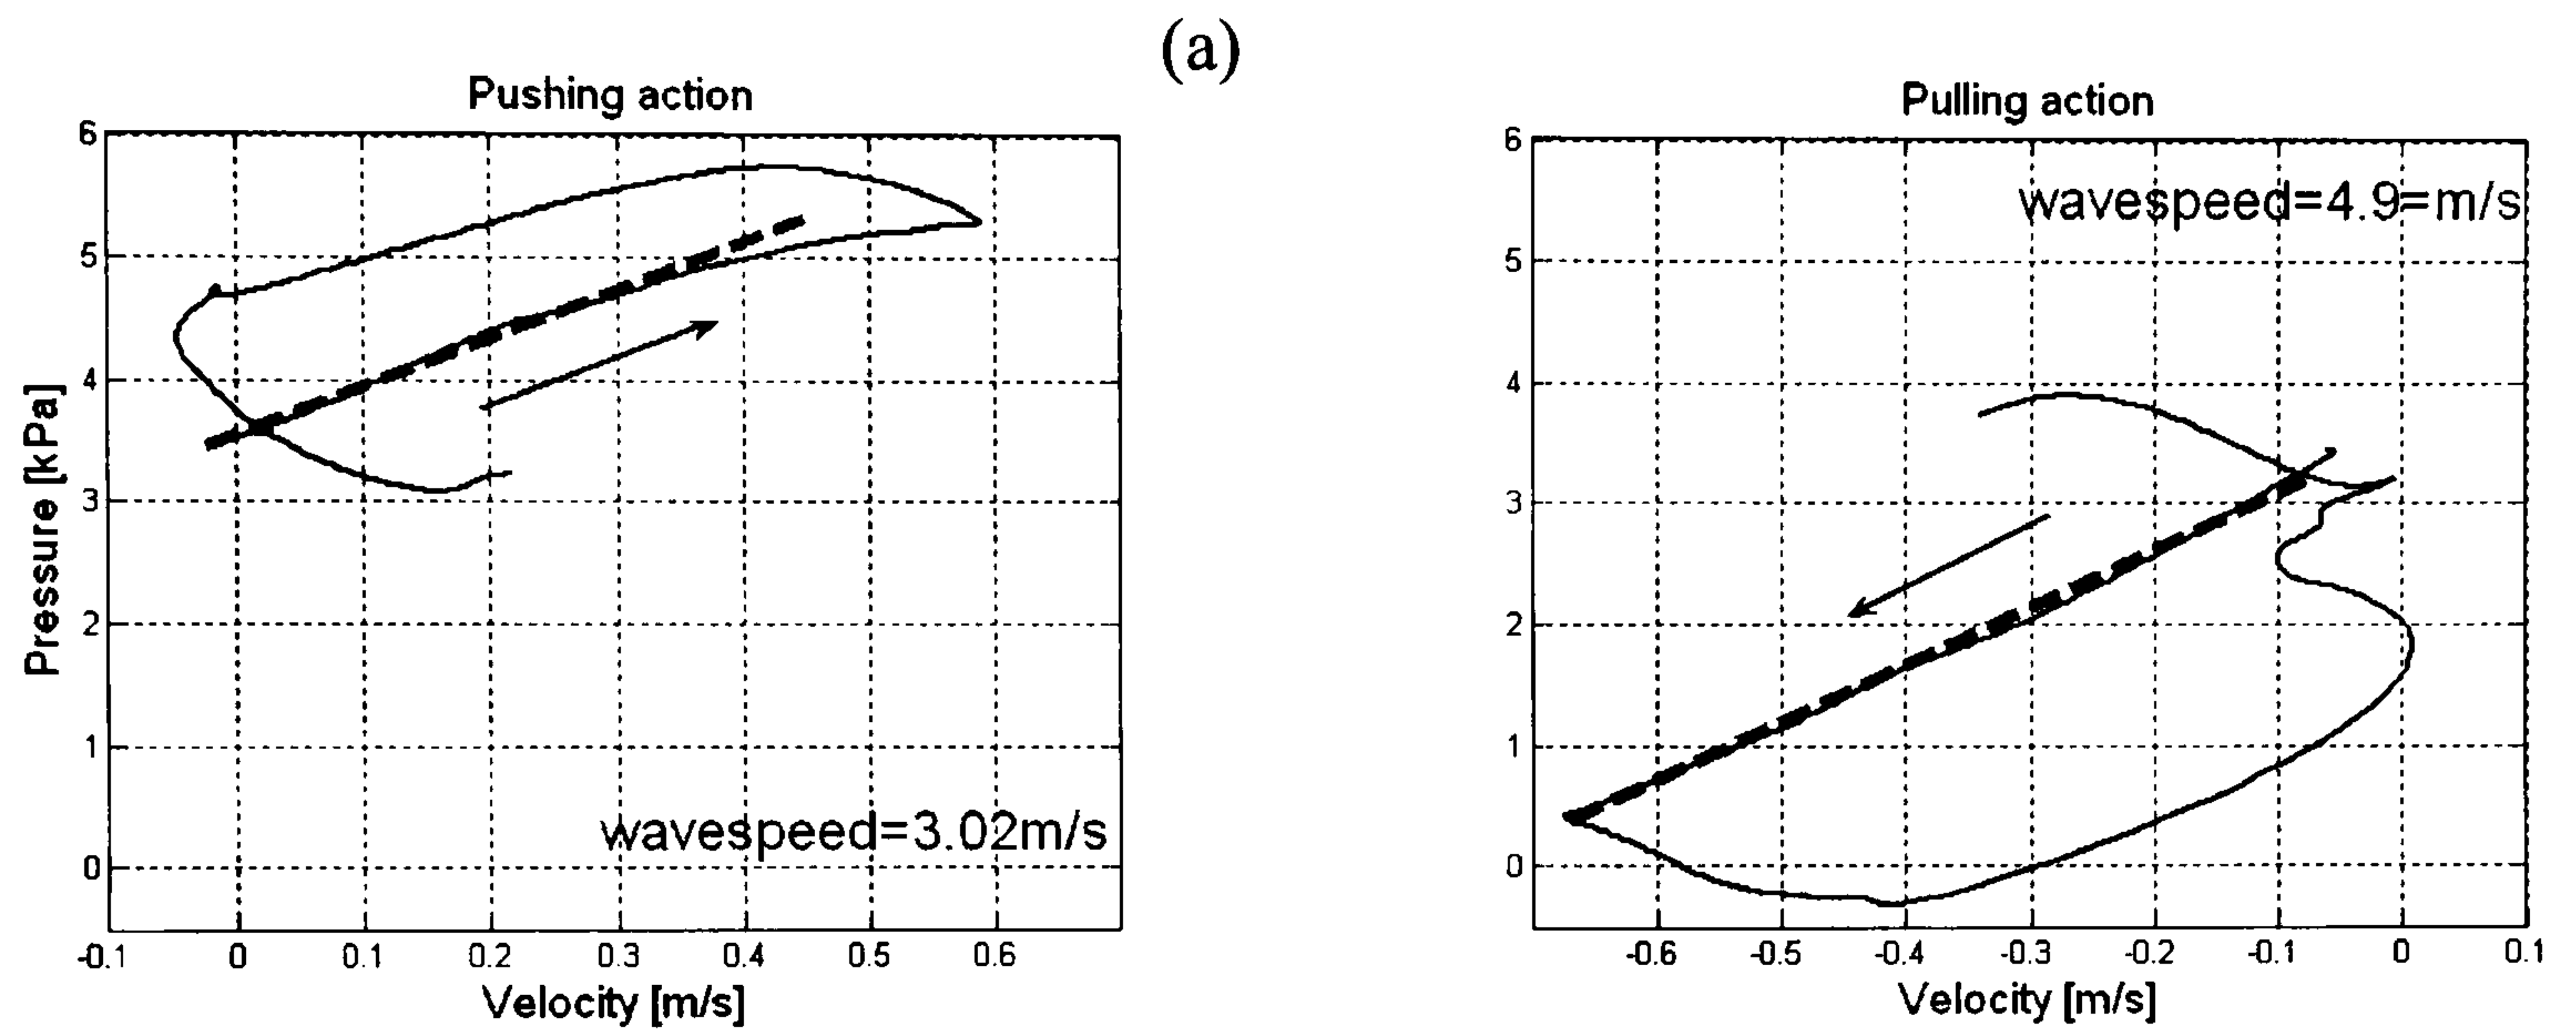 (a)
Pushing action
6
5
4
3
2
1
0
Pressure [kPa]
wavespeed=3.02m/s
-0.1 0 0.1 0.2 0.3 0.4 0.5 0.6
Velocity [m/s]
Pulling action
6
5
4
3
2
1
0
wavespeed=4.9=m/s
-0.6 -0.5 -0.4 -0.3 -0.2 -0.1 0 0.1
Velocity [m/s]